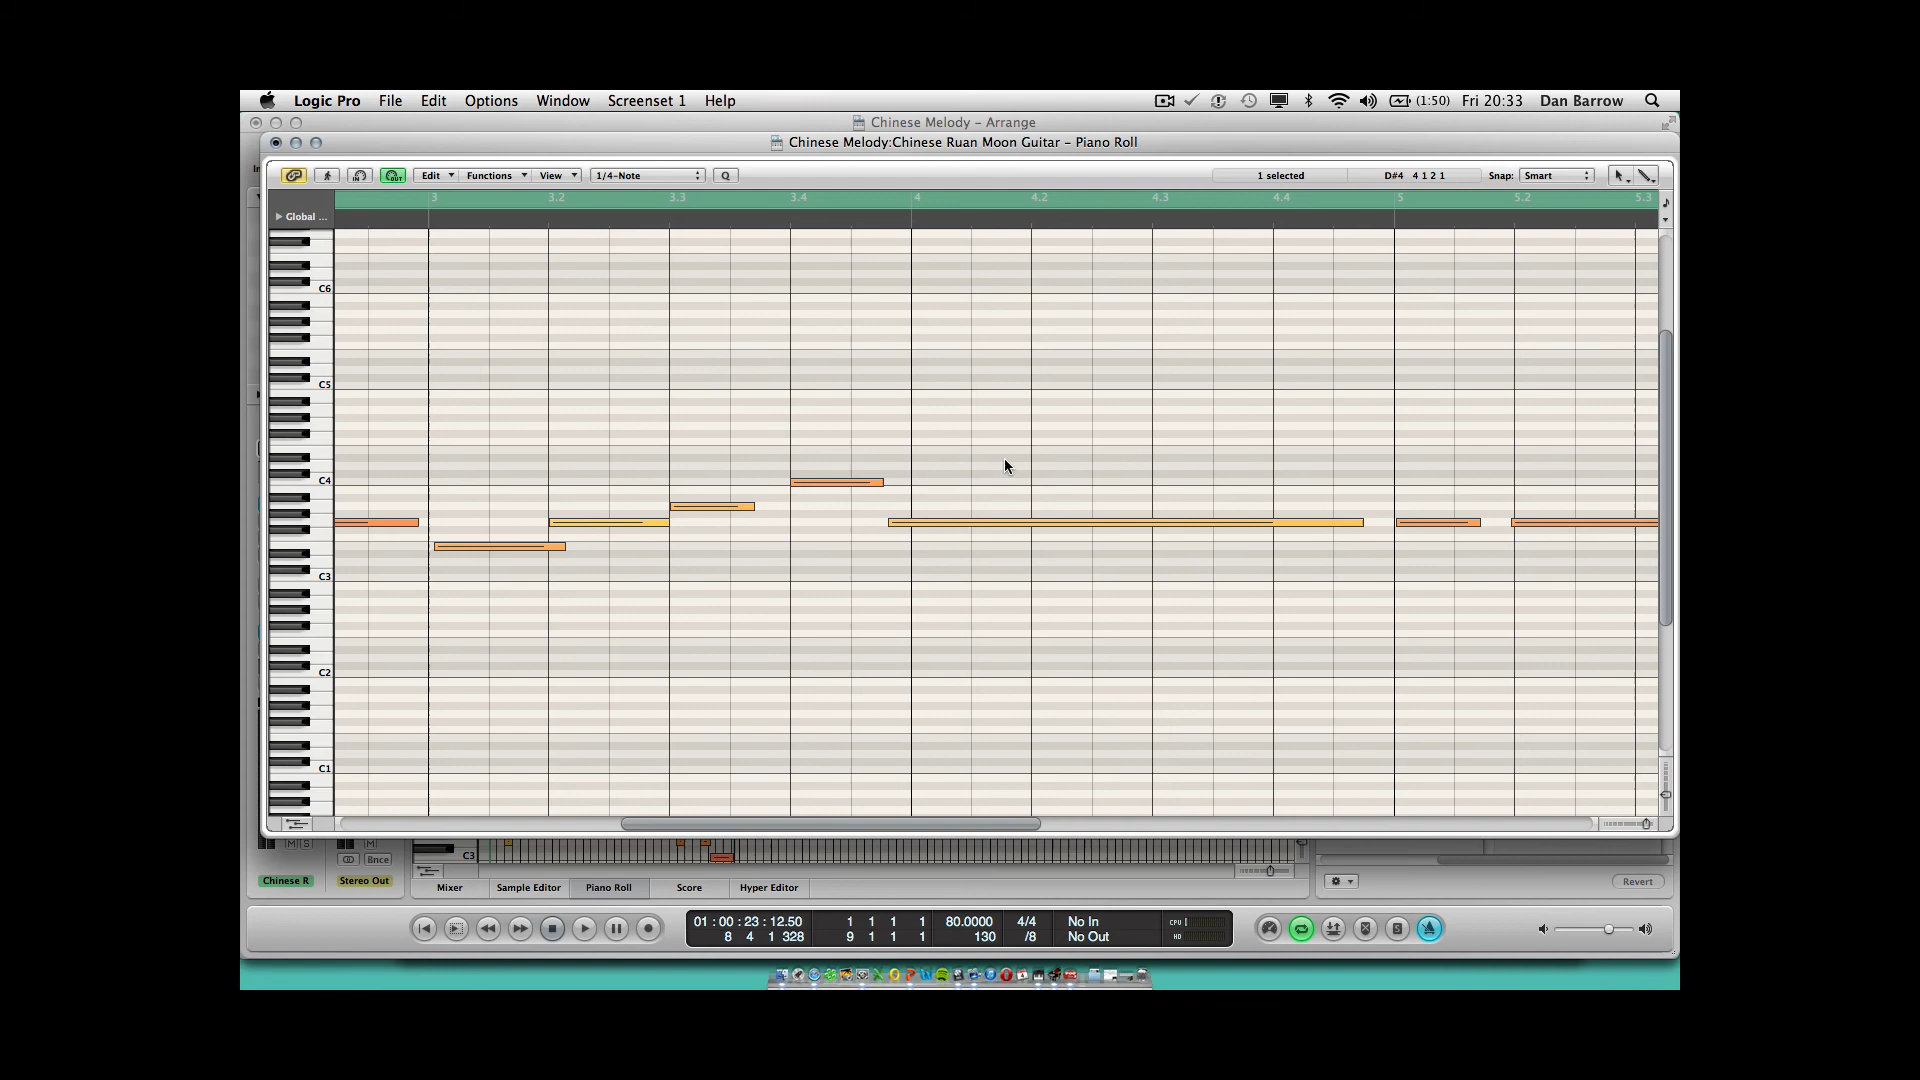 Logic Pro File Edit Options Window Screenset 1 Help (1:50) Fri 20:33 Dan Barrow
Chinese Melody – Arrange
Chinese Melody:Chinese Ruan Moon Guitar – Piano Roll
Edit Functions View 1/4-Note Q 1 selected D#4 4 1 2 1 Snap: Smart
3 3.2 3.3 3.4 4 4.2 4.3 4.4 5 5.2 5.3
Global ...
C6
C5
C4
C3
C2
C1
M S M
C3
Bnce
Chinese R Stereo Out Mixer Sample Editor Piano Roll Score Hyper Editor Revert
01 : 00 : 23 : 12.50 1 1 1 1 80.0000 4/4 No In CPU
8 4 1 328 9 1 1 1 130 /8 No Out HD